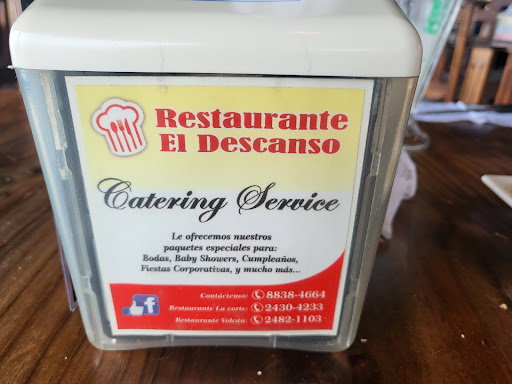 Restaurante
El Descanso
Catering Service
Le ofrecemos nuestros
paquetes especiales para:
Bodas, Baby Showers, Cumpleaños,
Fiestas Corporativas, y mucho más...
Contáctenos: 8838-4664
Restaurante La corte: 2430-4233
Restaurante Volcán: 2482-1103
f